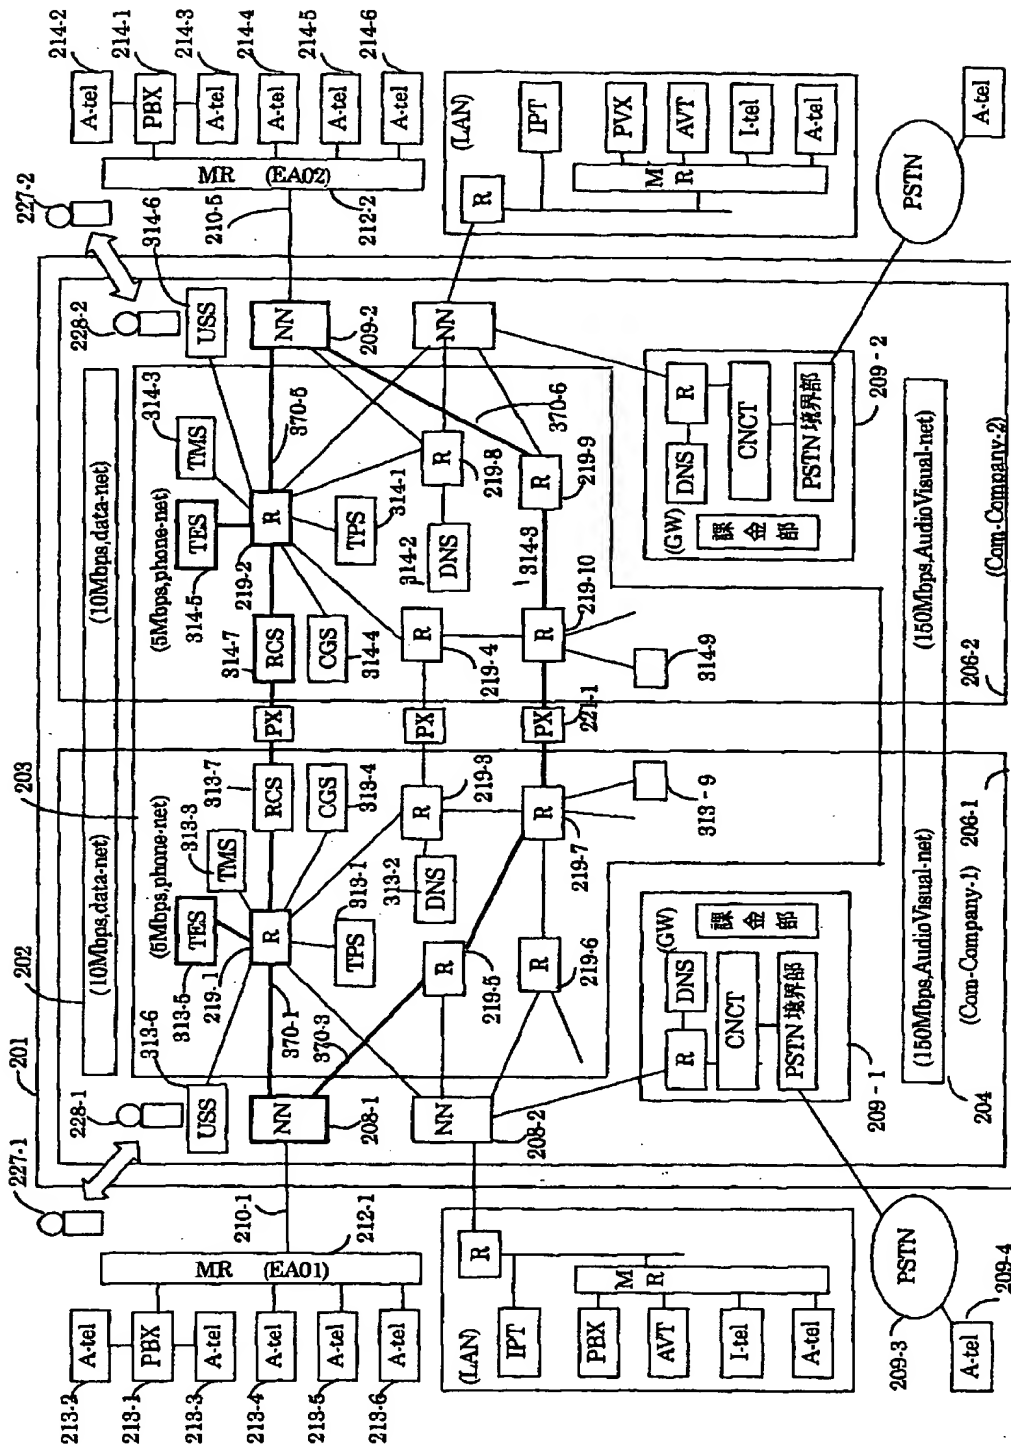 201
202
203
(10Mbps,data-net)
(10Mbps,data-net)
227-1
228-1
227-2
228-2
213-2
213-1
213-3
213-4
213-5
213-6
A-tel
PBX
A-tel
A-tel
A-tel
A-tel
MR (EA01)
210-1
212-1
313-6
USS
NN
208-1
313-5
TES
(5Mbps,phone-net)
TMS
313-3
219-1
R
370-1
370-3
TPS
313-1
RCS
313-7
CGS
313-4
PX
314-7
RCS
CGS
314-4
314-5
TES
(5Mbps,phone-net)
TMS
314-3
219-2
R
370-5
TPS
314-1
USS
314-6
NN
209-2
210-5
MR (EA02)
212-2
214-2
214-1
214-3
214-4
214-5
214-6
A-tel
PBX
A-tel
A-tel
A-tel
A-tel
(LAN)
R
IPT
PBX
AVT
I-tel
A-tel
MR
NN
208-2
R
219-5
R
219-6
313-2
DNS
R
219-3
R
219-7
313-9
PX
PX
221-1
R
219-4
R
219-10
314-9
314-2
DNS
314-3
R
219-8
R
219-9
370-6
NN
(LAN)
R
IPT
PVX
AVT
I-tel
A-tel
MR
(GW)
R
DNS
CNCT
PSTN境界部
課金部
209-1
(GW)
DNS
R
CNCT
PSTN境界部
課金部
209-2
209-3
PSTN
A-tel
209-4
PSTN
A-tel
204
(150Mbps,AudioVisual-net)
(150Mbps,AudioVisual-net)
(Com-Company-1)
206-1
206-2
(Com-Company-2)